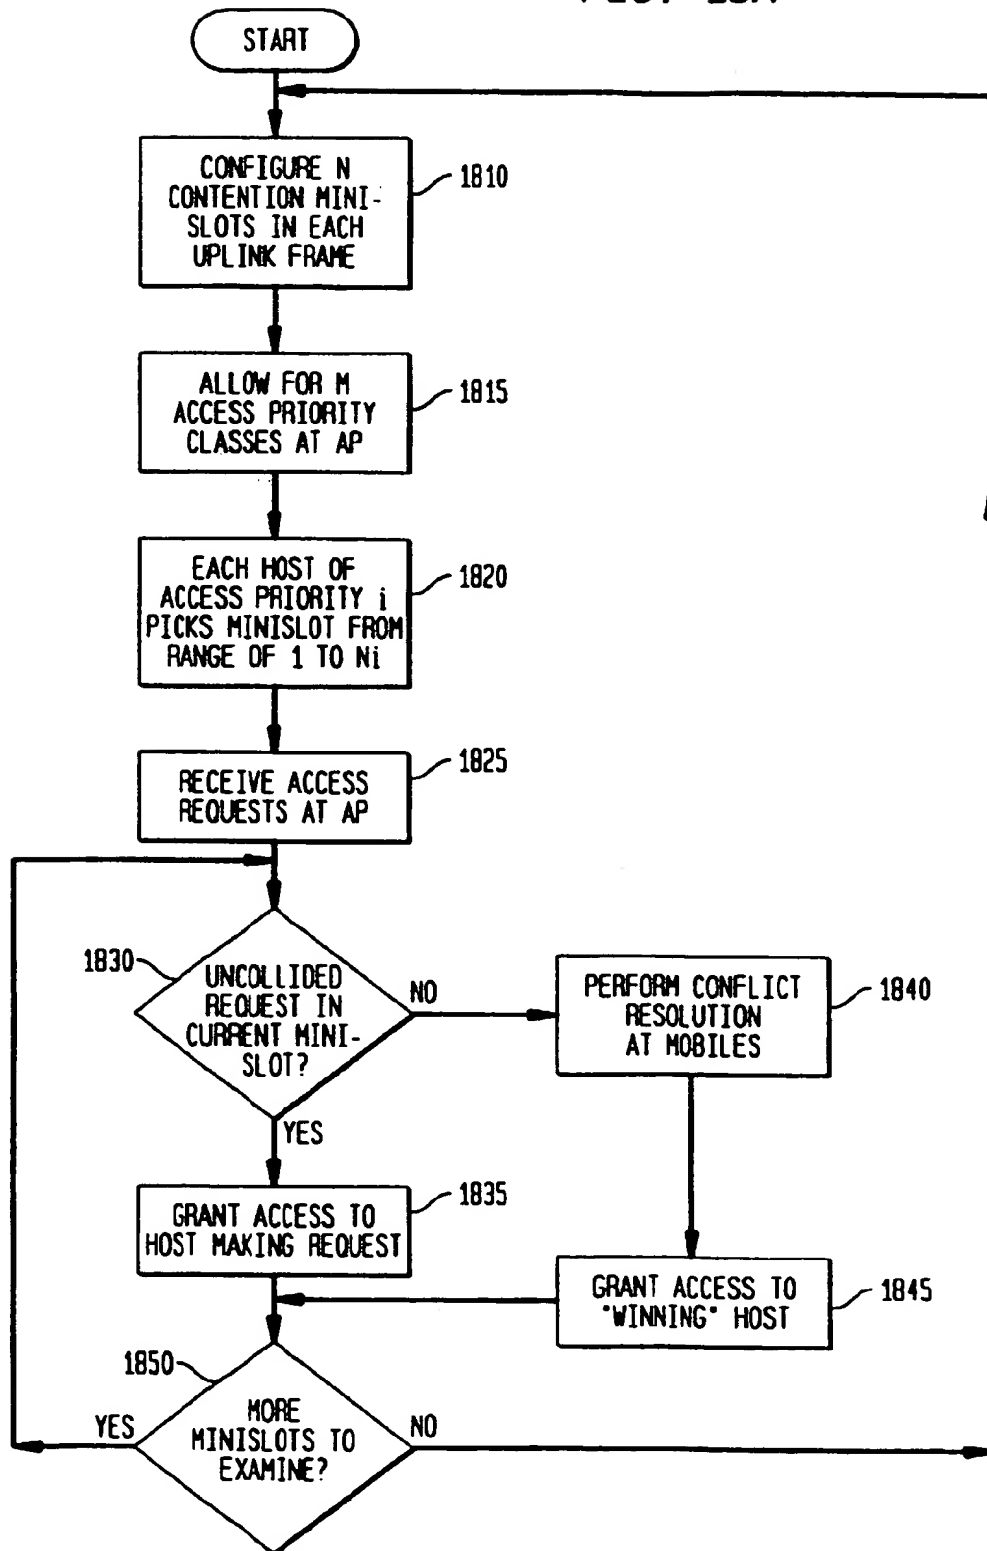 START
CONFIGURE N
CONTENTION MINI-
SLOTS IN EACH
UPLINK FRAME
1810
ALLOW FOR M
ACCESS PRIORITY
CLASSES AT AP
1815
EACH HOST OF
ACCESS PRIORITY i
PICKS MINISLOT FROM
RANGE OF 1 TO Ni
1820
RECEIVE ACCESS
REQUESTS AT AP
1825
1830
UNCOLLIDED
REQUEST IN
CURRENT MINI-
SLOT?
NO
YES
PERFORM CONFLICT
RESOLUTION
AT MOBILES
1840
GRANT ACCESS TO
HOST MAKING REQUEST
1835
GRANT ACCESS TO
"WINNING" HOST
1845
1850
MORE
MINISLOTS TO
EXAMINE?
YES
NO